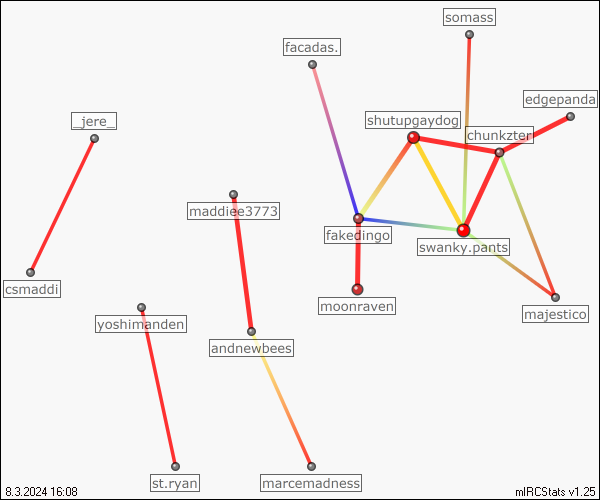 somass
facadas.
edgepanda
_jere_
shutupgaydog
chunkzter
maddiee3773
fakedingo
swanky.pants
csmaddi
moonraven
majestico
yoshimanden
andnewbees
st.ryan
marcemadness
8.3.2024 16:08
mIRCStats v1.25